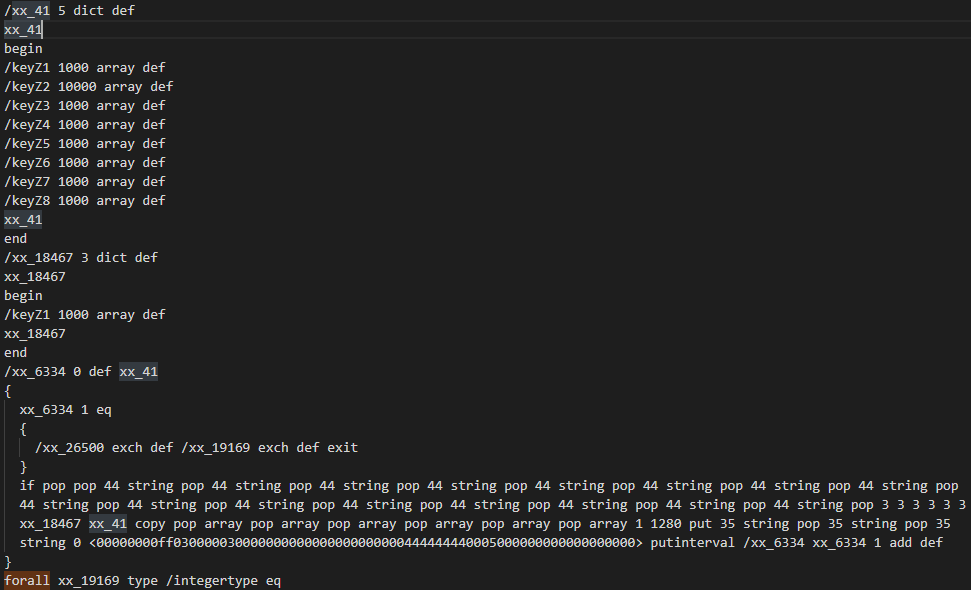 /xx_41 5 dict def
xx_41
begin
/keyZ1 1000 array def
/keyZ2 10000 array def
/keyZ3 1000 array def
/keyZ4 1000 array def
/keyZ5 1000 array def
/keyZ6 1000 array def
/keyZ7 1000 array def
/keyZ8 1000 array def
xx_41
end
/xx_18467 3 dict def
xx_18467
begin
/keyZ1 1000 array def
xx_18467
end
/xx_6334 0 def xx_41
{
xx_6334 1 eq
{
/xx_26500 exch def /xx_19169 exch def exit
}
if pop pop 44 string pop 44 string pop 44 string pop 44 string pop 44 string pop 44 string pop 44 string pop 44 string pop
44 string pop 44 string pop 44 string pop 44 string pop 44 string pop 44 string pop 44 string pop 44 string pop 3 3 3 3 3 3
xx_18467 xx_41 copy pop array pop array pop array pop array pop array pop array 1 1280 put 35 string pop 35 string pop 35
string 0 <00000000ff030000030000000000000000000000444444440005000000000000000000> putinterval /xx_6334 xx_6334 1 add def
}
forall xx_19169 type /integertype eq